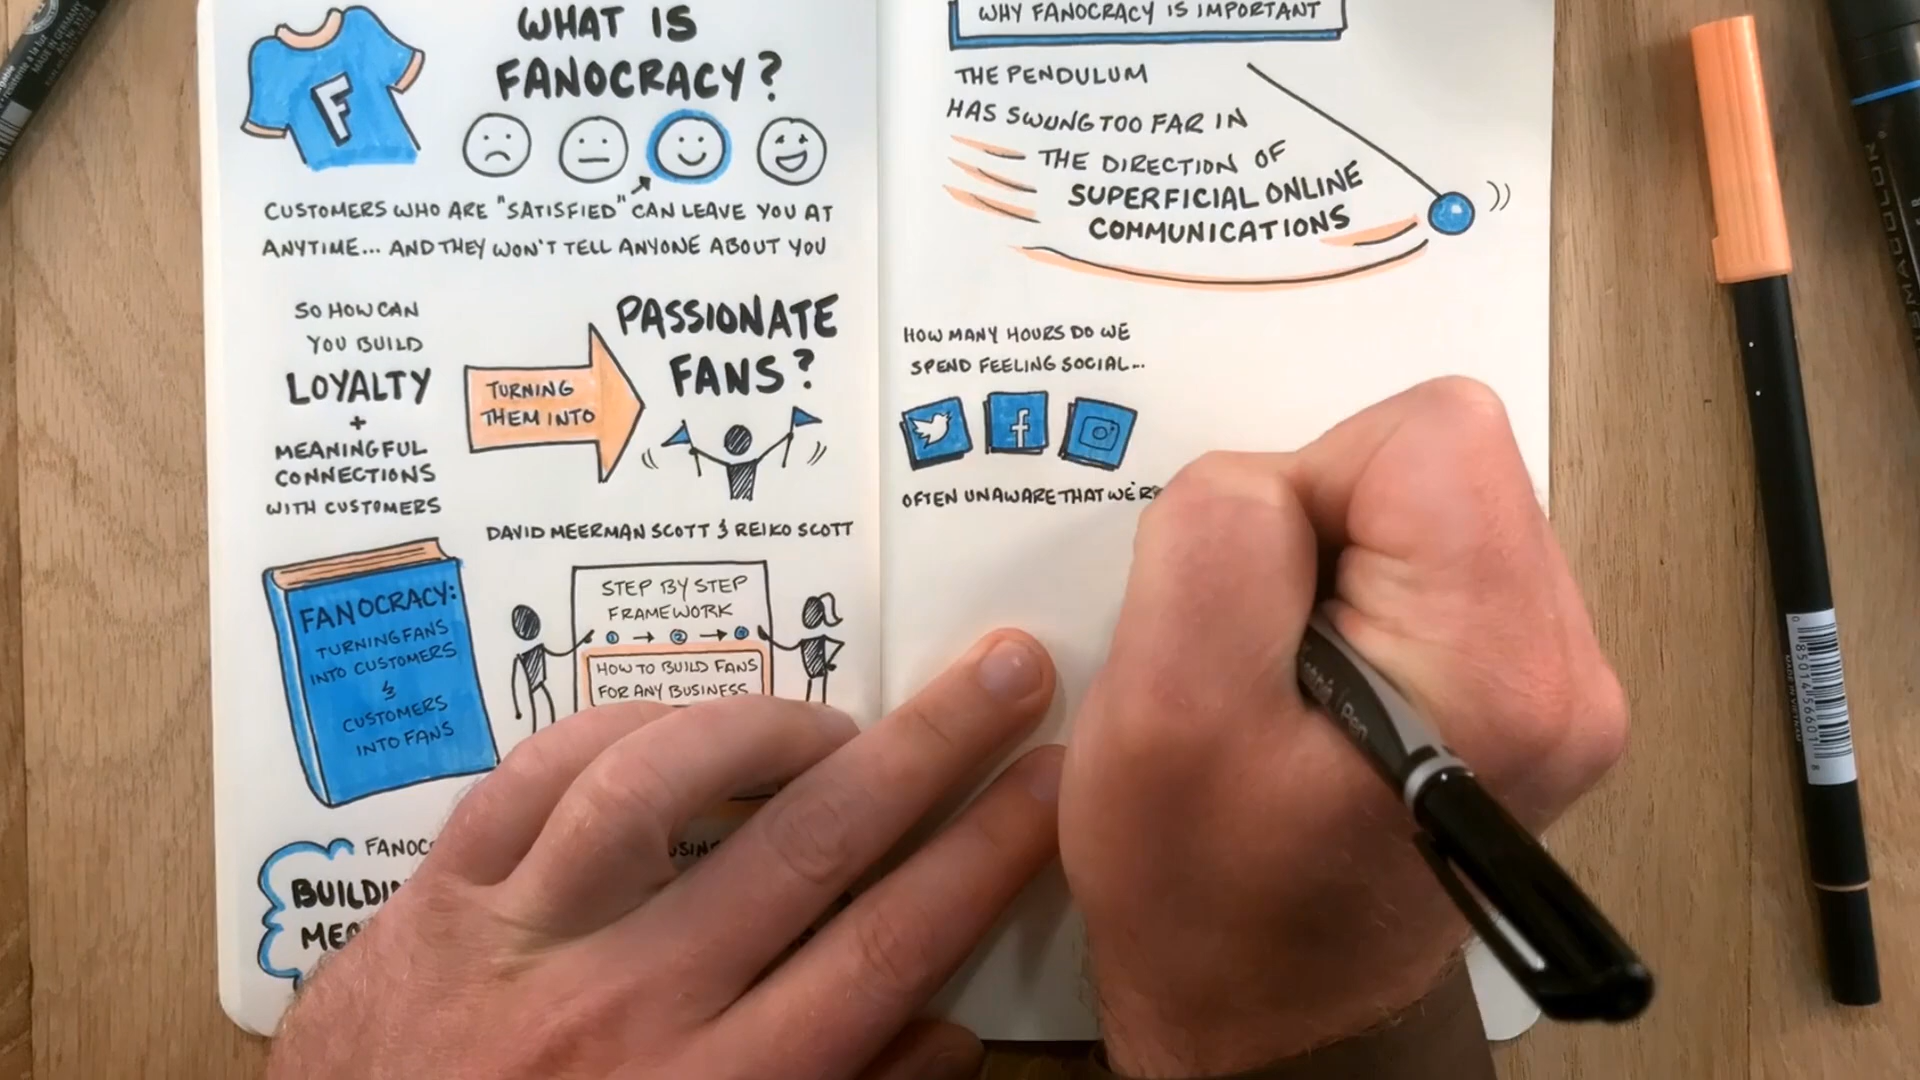 F
WHAT IS
FANOCRACY?
CUSTOMERS WHO ARE "SATISFIED" CAN LEAVE YOU AT
ANYTIME... AND THEY WON'T TELL ANYONE ABOUT YOU
SO HOW CAN
YOU BUILD
LOYALTY
+
MEANINGFUL
CONNECTIONS
WITH CUSTOMERS
TURNING
THEM INTO
PASSIONATE
FANS?
DAVID MEERMAN SCOTT & REIKO SCOTT
FANOCRACY:
TURNING FANS
INTO CUSTOMERS
&
CUSTOMERS
INTO FANS
STEP BY STEP
FRAMEWORK
1 → 2 → 3
HOW TO BUILD FANS
FOR ANY BUSINESS
WHY FANOCRACY IS IMPORTANT
THE PENDULUM
HAS SWUNG TOO FAR IN
THE DIRECTION OF
SUPERFICIAL ONLINE
COMMUNICATIONS
HOW MANY HOURS DO WE
SPEND FEELING SOCIAL...
f
OFTEN UNAWARE THAT WE'R
Pen
MADE IN GERMANY